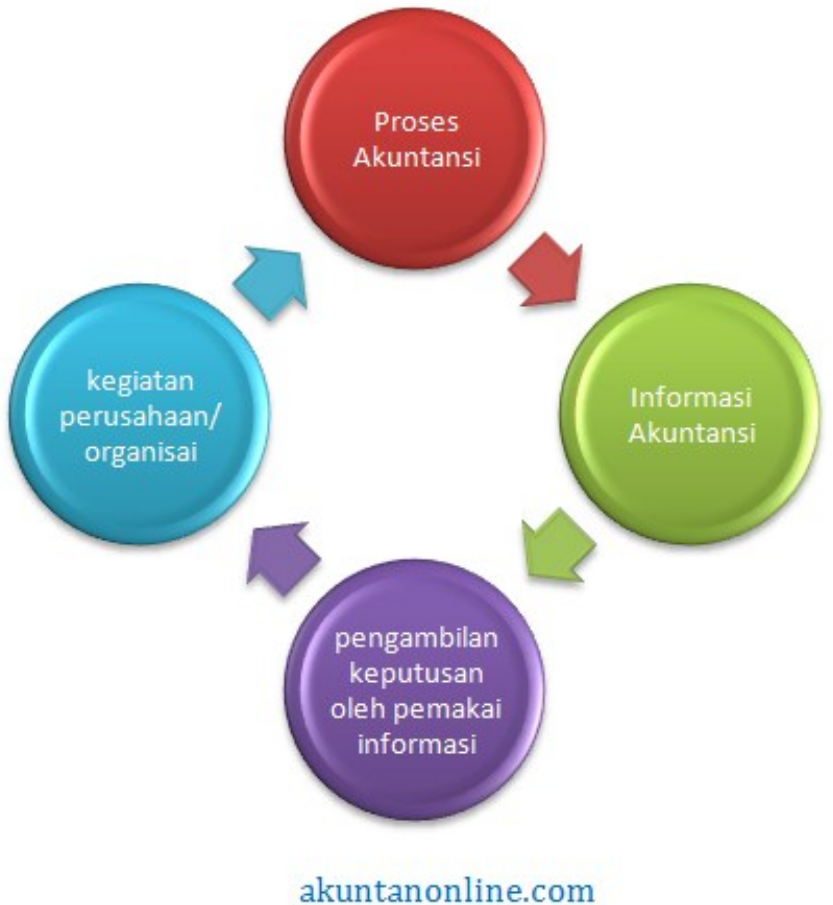 Proses
Akuntansi
Informasi
Akuntansi
pengambilan
keputusan
oleh pemakai
informasi
kegiatan
perusahaan/
organisai
akuntanonline.com